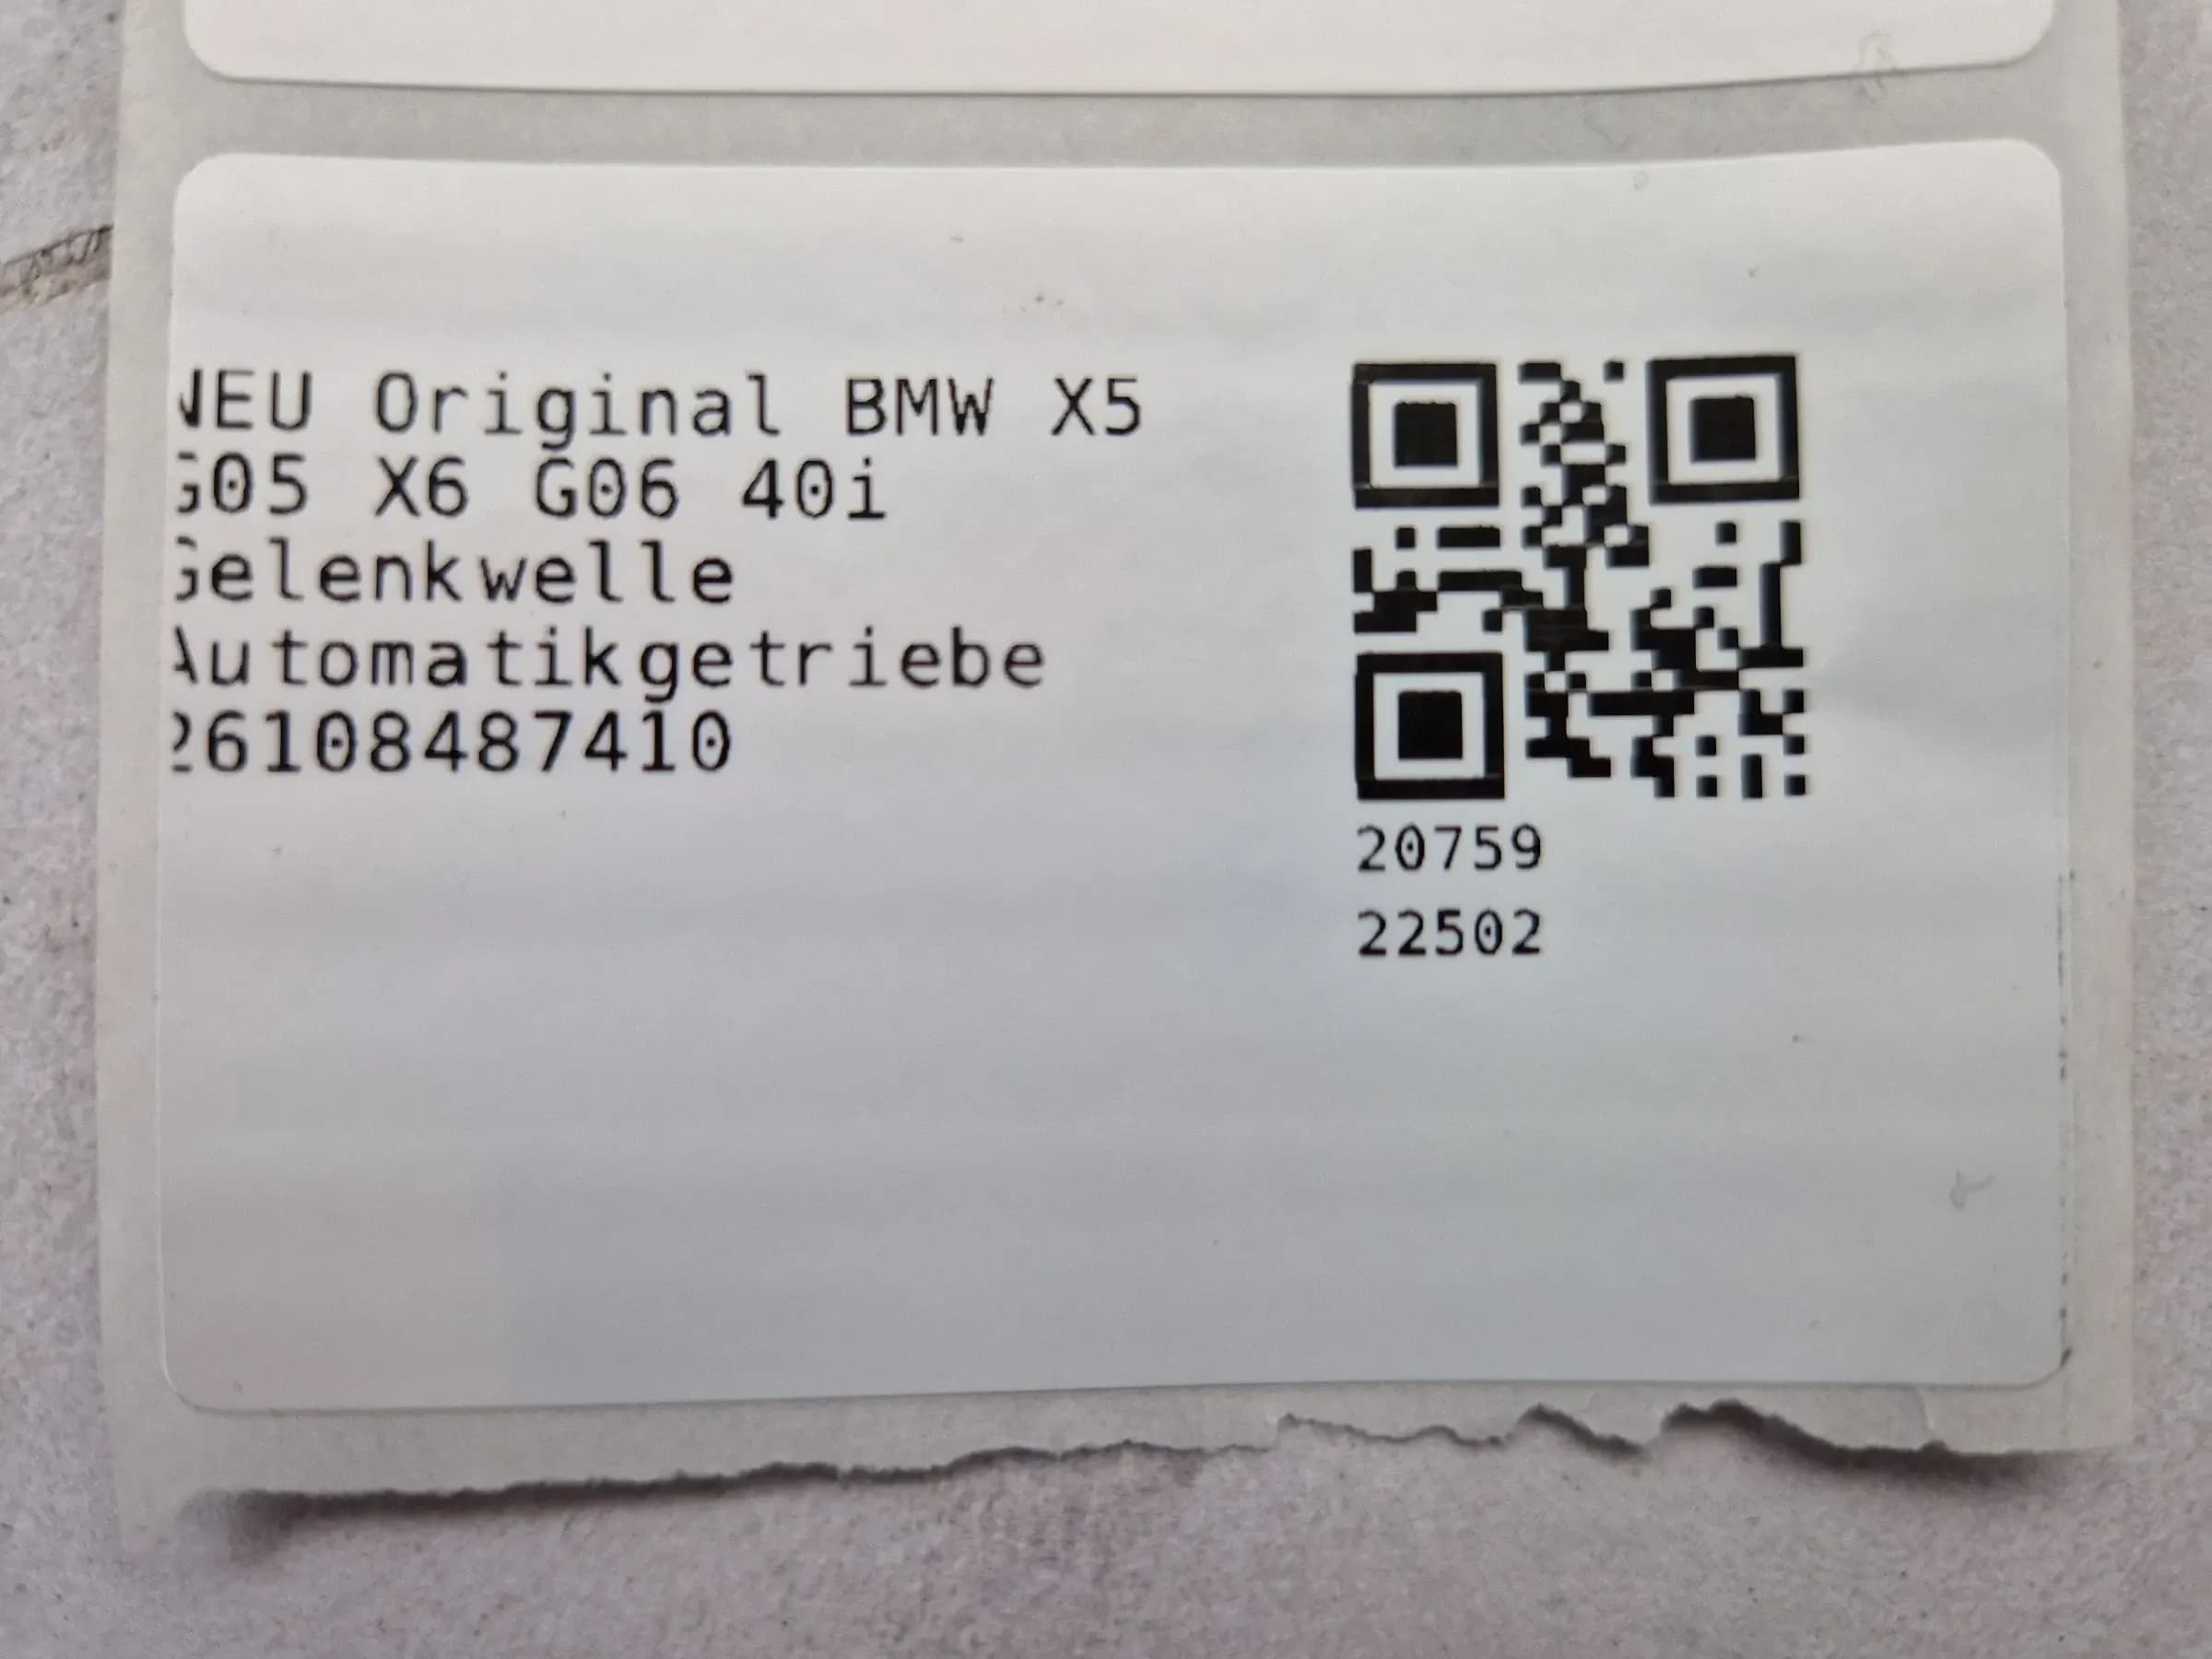 NEU Original BMW X5
G05 X6 G06 40i
Gelenkwelle
Automatikgetriebe
26108487410
20759
22502